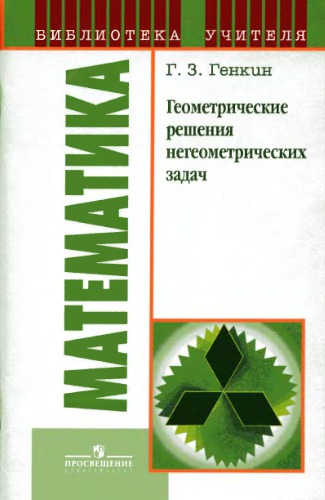 БИБЛИОТЕКА УЧИТЕЛЯ
Г. З. Генкин
Геометрические
решения
негеометрических
задач
МАТЕМАТИКА
ПРОСВЕЩЕНИЕ